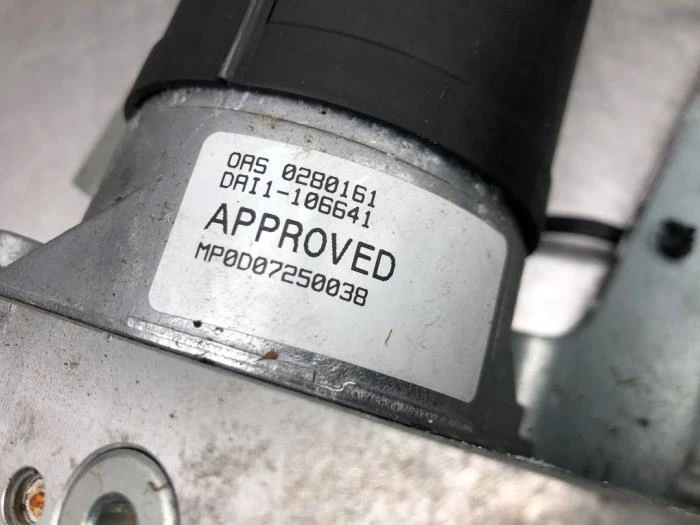 OAS 0280161
DAI1-106641
APPROVED
MP0D07250038